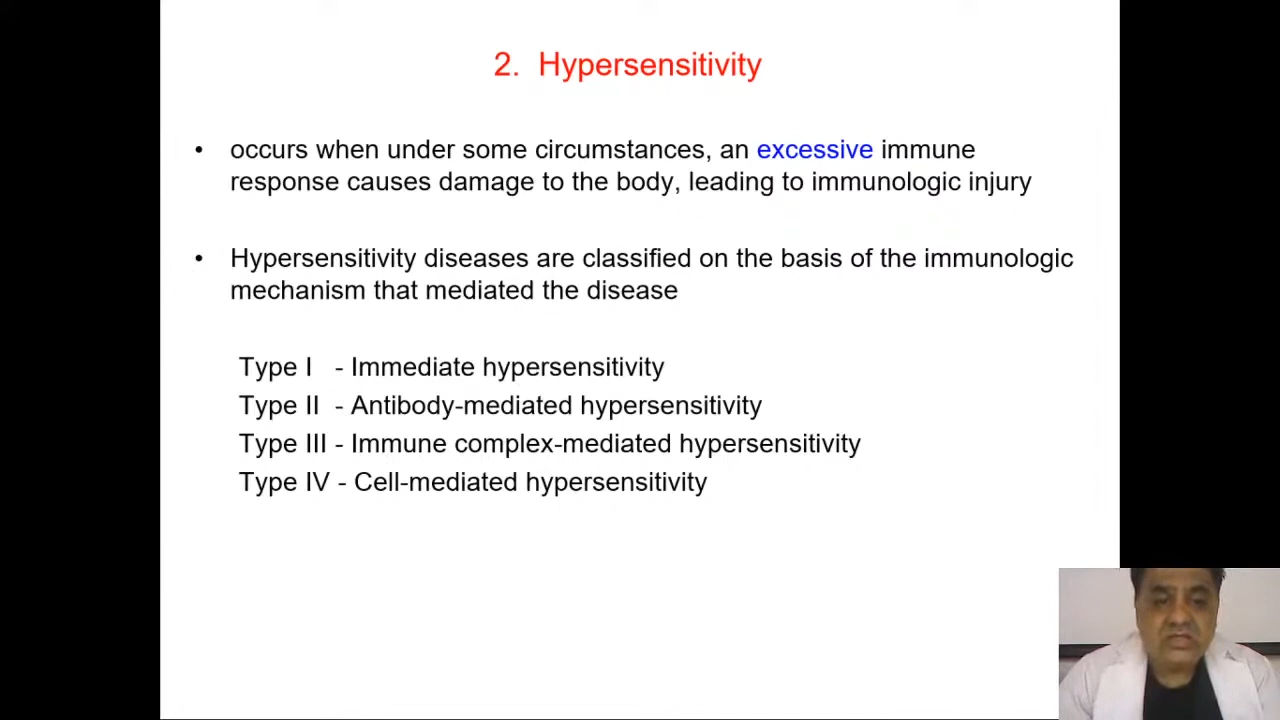 2. Hypersensitivity
• occurs when under some circumstances, an excessive immune
response causes damage to the body, leading to immunologic injury
• Hypersensitivity diseases are classified on the basis of the immunologic
mechanism that mediated the disease
Type I - Immediate hypersensitivity
Type II - Antibody-mediated hypersensitivity
Type III - Immune complex-mediated hypersensitivity
Type IV - Cell-mediated hypersensitivity